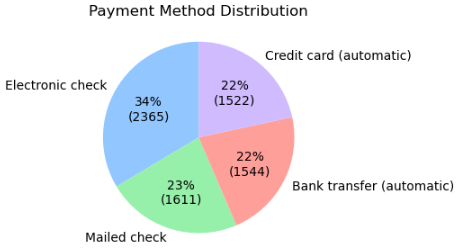 Payment Method Distribution
Credit card (automatic)
22%
(1522)
Electronic check
34%
(2365)
22%
(1544)
Bank transfer (automatic)
23%
(1611)
Mailed check